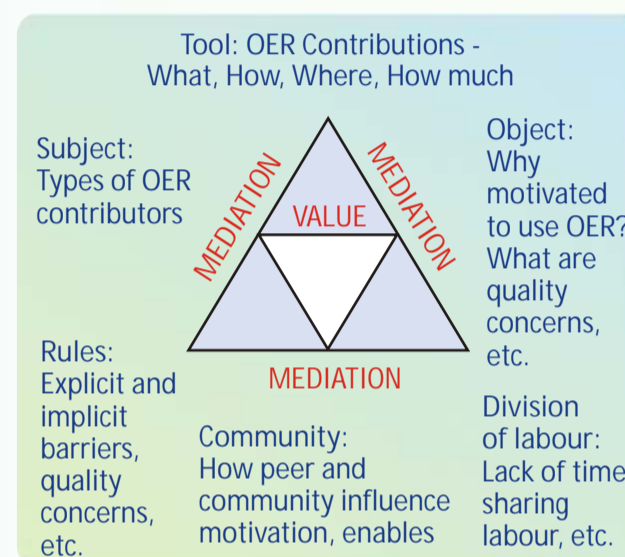 Tool: OER Contributions -
What, How, Where, How much
Subject:
Types of OER
contributors
MEDIATION
VALUE
MEDIATION
Object:
Why
motivated
to use OER?
What are
quality
concerns,
etc.
Rules:
Explicit and
implicit
barriers,
quality
concerns,
etc.
MEDIATION
Community:
How peer and
community influence
motivation, enables
Division
of labour:
Lack of time
sharing
labour, etc.